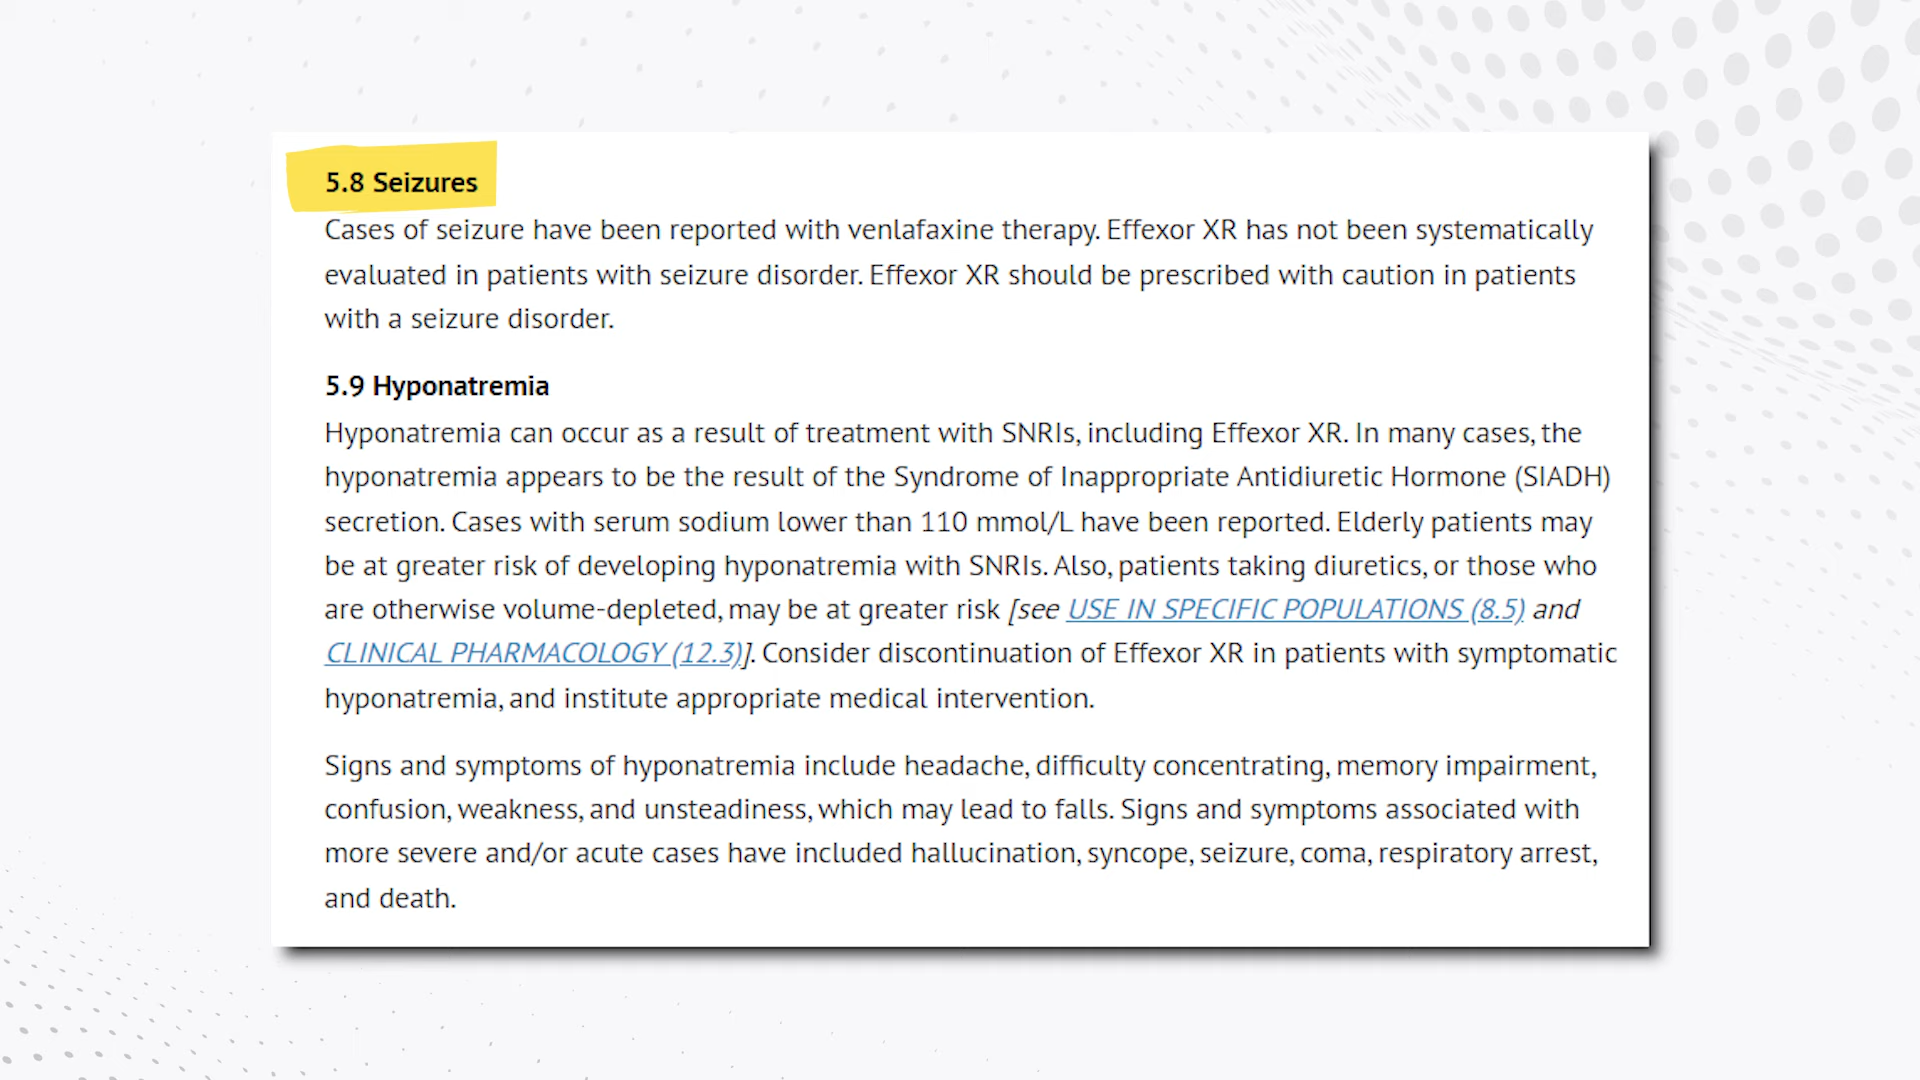 5.8 Seizures
Cases of seizure have been reported with venlafaxine therapy. Effexor XR has not been systematically
evaluated in patients with seizure disorder. Effexor XR should be prescribed with caution in patients
with a seizure disorder.
5.9 Hyponatremia
Hyponatremia can occur as a result of treatment with SNRIs, including Effexor XR. In many cases, the
hyponatremia appears to be the result of the Syndrome of Inappropriate Antidiuretic Hormone (SIADH)
secretion. Cases with serum sodium lower than 110 mmol/L have been reported. Elderly patients may
be at greater risk of developing hyponatremia with SNRIs. Also, patients taking diuretics, or those who
are otherwise volume-depleted, may be at greater risk [see USE IN SPECIFIC POPULATIONS (8.5) and
CLINICAL PHARMACOLOGY (12.3)]. Consider discontinuation of Effexor XR in patients with symptomatic
hyponatremia, and institute appropriate medical intervention.
Signs and symptoms of hyponatremia include headache, difficulty concentrating, memory impairment,
confusion, weakness, and unsteadiness, which may lead to falls. Signs and symptoms associated with
more severe and/or acute cases have included hallucination, syncope, seizure, coma, respiratory arrest,
and death.